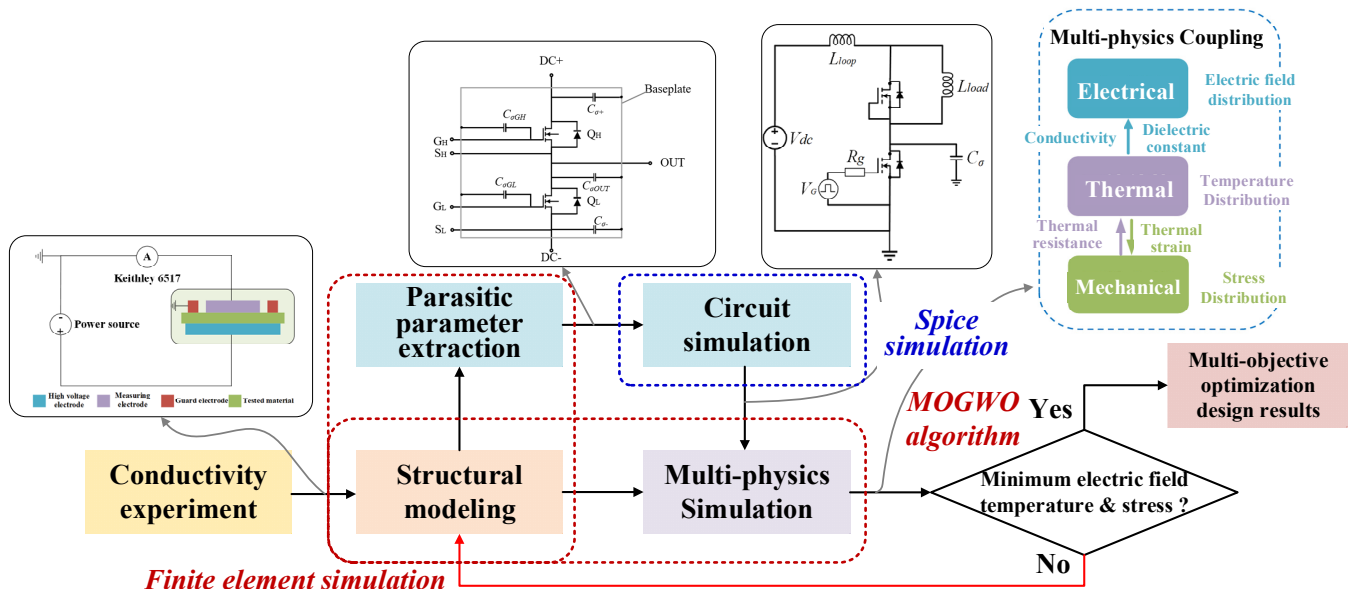 DC+
Baseplate
CσGH
Cσ+
GH
QH
SH
OUT
CσGL
CσOUT
GL
QL
SL
Cσ-
DC-
Lloop
Lload
Vdc
Rg
VG
Cσ
Multi-physics Coupling
Electrical
Electric field
distribution
Conductivity
Dielectric
constant
Thermal
Temperature
Distribution
Thermal
resistance
Thermal
strain
Mechanical
Stress
Distribution
A
Keithley 6517
Power source
High voltage
electrode
Measuring
electrode
Guard electrode
Tested material
Parasitic
parameter
extraction
Circuit
simulation
Spice
simulation
Multi-objective
optimization
design results
MOGWO
algorithm
Yes
Conductivity
experiment
Structural
modeling
Multi-physics
Simulation
Minimum electric field
temperature & stress ?
No
Finite element simulation